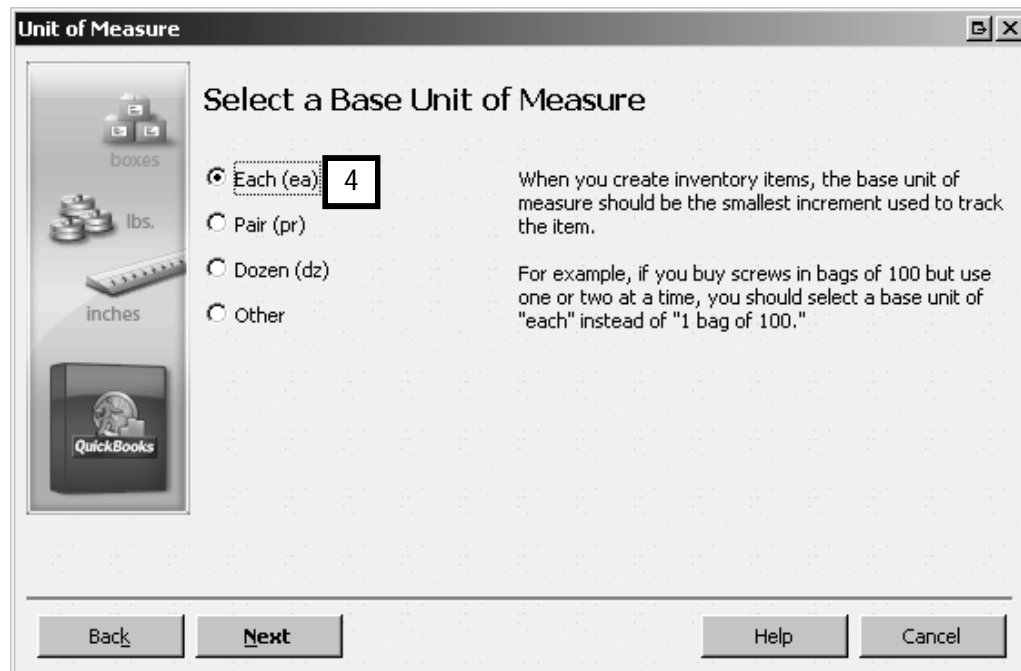 Unit of Measure
boxes
lbs.
inches
QuickBooks
Select a Base Unit of Measure
Each (ea)
4
Pair (pr)
Dozen (dz)
Other
When you create inventory items, the base unit of
measure should be the smallest increment used to track
the item.
For example, if you buy screws in bags of 100 but use
one or two at a time, you should select a base unit of
"each" instead of "1 bag of 100."
Back
Next
Help
Cancel